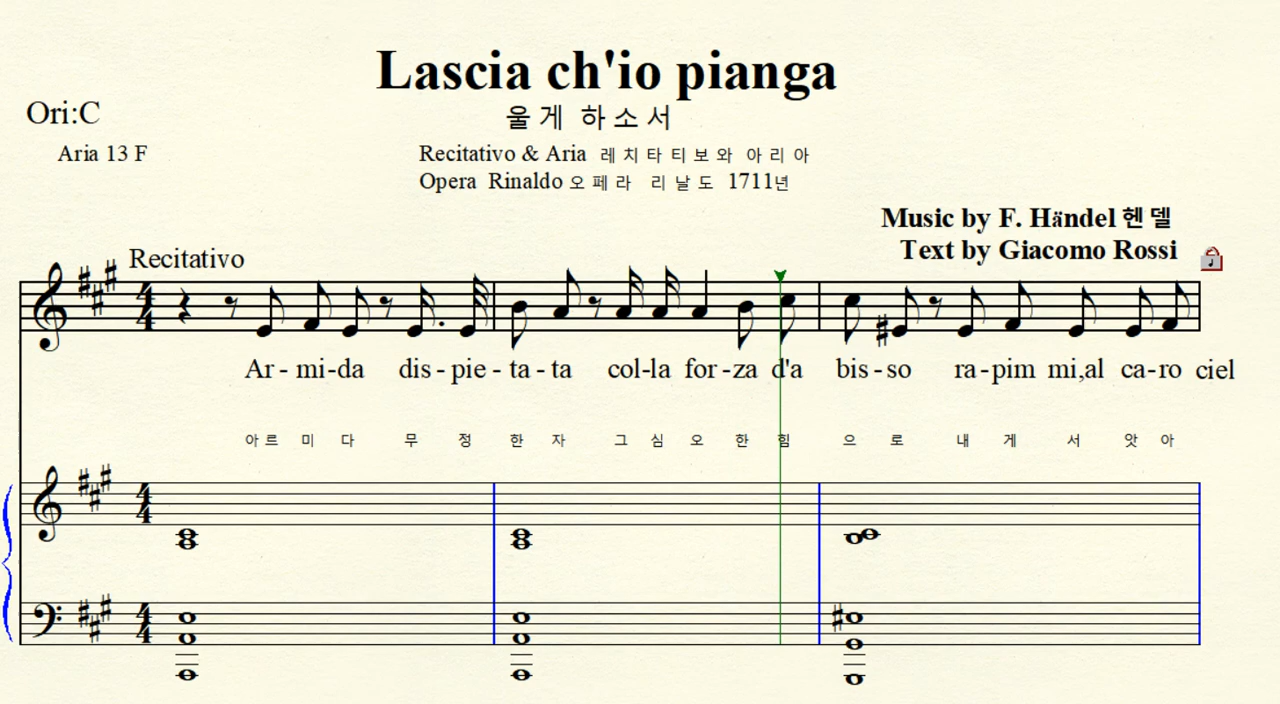 Lascia ch'io pianga
울게 하소서
Ori:C
Aria 13 F
Recitativo & Aria 레치타티보와 아리아
Opera Rinaldo 오페라 리날도 1711년
Music by F. Händel 헨델
Text by Giacomo Rossi
Recitativo
Ar-mi-da dis-pie-ta-ta col-la for-za d'a bis-so ra-pim mi,al ca-ro ciel
아르 미 다 무 정 한 자 그 심 오 한 힘 으 로 내 게 서 앗 아